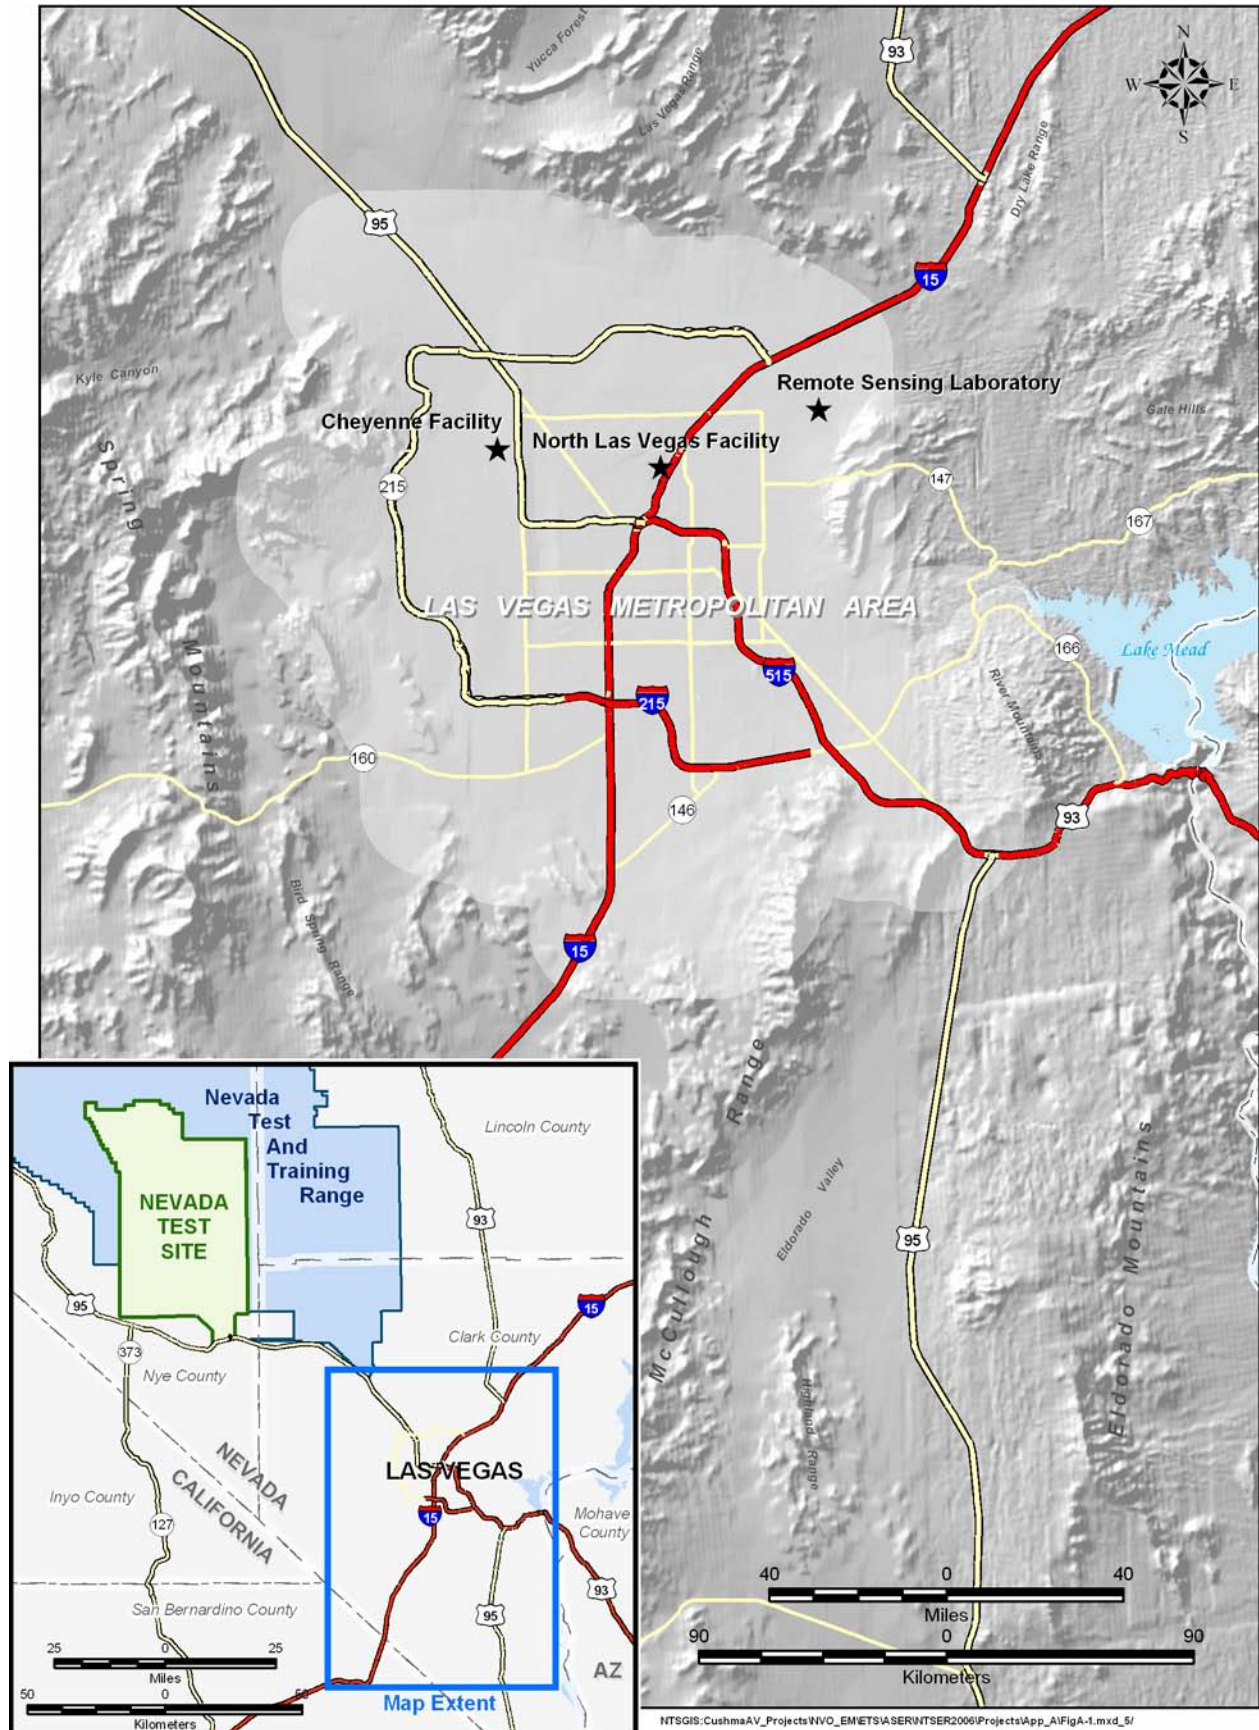 Yucca Forest
Las Vegas Range
93
N
W E
S
Dry Lake Range
95
15
Kyle Canyon
Remote Sensing Laboratory
Gale Hills
Cheyenne Facility
North Las Vegas Facility
Spring Mountains
215
147
167
LAS VEGAS METROPOLITAN AREA
166
Lake Mead
515
215
River Mountains
160
146
93
Bird Spring Range
15
McCullough Range
Eldorado Valley
95
Eldorado Mountains
Highland Range
40 0 40
Miles
90 0 90
Kilometers
Nevada
Test
And
Training
Range
Lincoln County
NEVADA
TEST
SITE
93
95
15
373
Clark County
Nye County
NEVADA
CALIFORNIA
LAS VEGAS
Inyo County
15
Mohave
County
127
93
San Bernardino County
95
25 0 25
Miles
AZ
50 0 50
Kilometers
Map Extent
NTSGIS:CushmaAV_Projects\NVO_EM\ETS\ASER\NTSER2006\Projects\App_A\FigA-1.mxd_5/